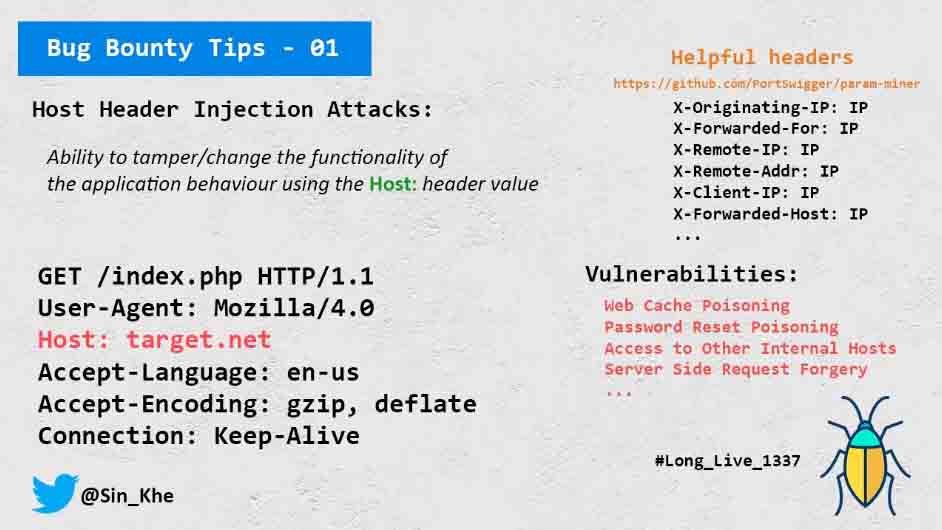 Bug Bounty Tips - 01
Host Header Injection Attacks:
Ability to tamper/change the functionality of
the application behaviour using the Host: header value
GET /index.php HTTP/1.1
User-Agent: Mozilla/4.0
Host: target.net
Accept-Language: en-us
Accept-Encoding: gzip, deflate
Connection: Keep-Alive
@Sin_Khe
Helpful headers
https://github.com/PortSwigger/param-miner
X-Originating-IP: IP
X-Forwarded-For: IP
X-Remote-IP: IP
X-Remote-Addr: IP
X-Client-IP: IP
X-Forwarded-Host: IP
...
Vulnerabilities:
Web Cache Poisoning
Password Reset Poisoning
Access to Other Internal Hosts
Server Side Request Forgery
...
#Long_Live_1337